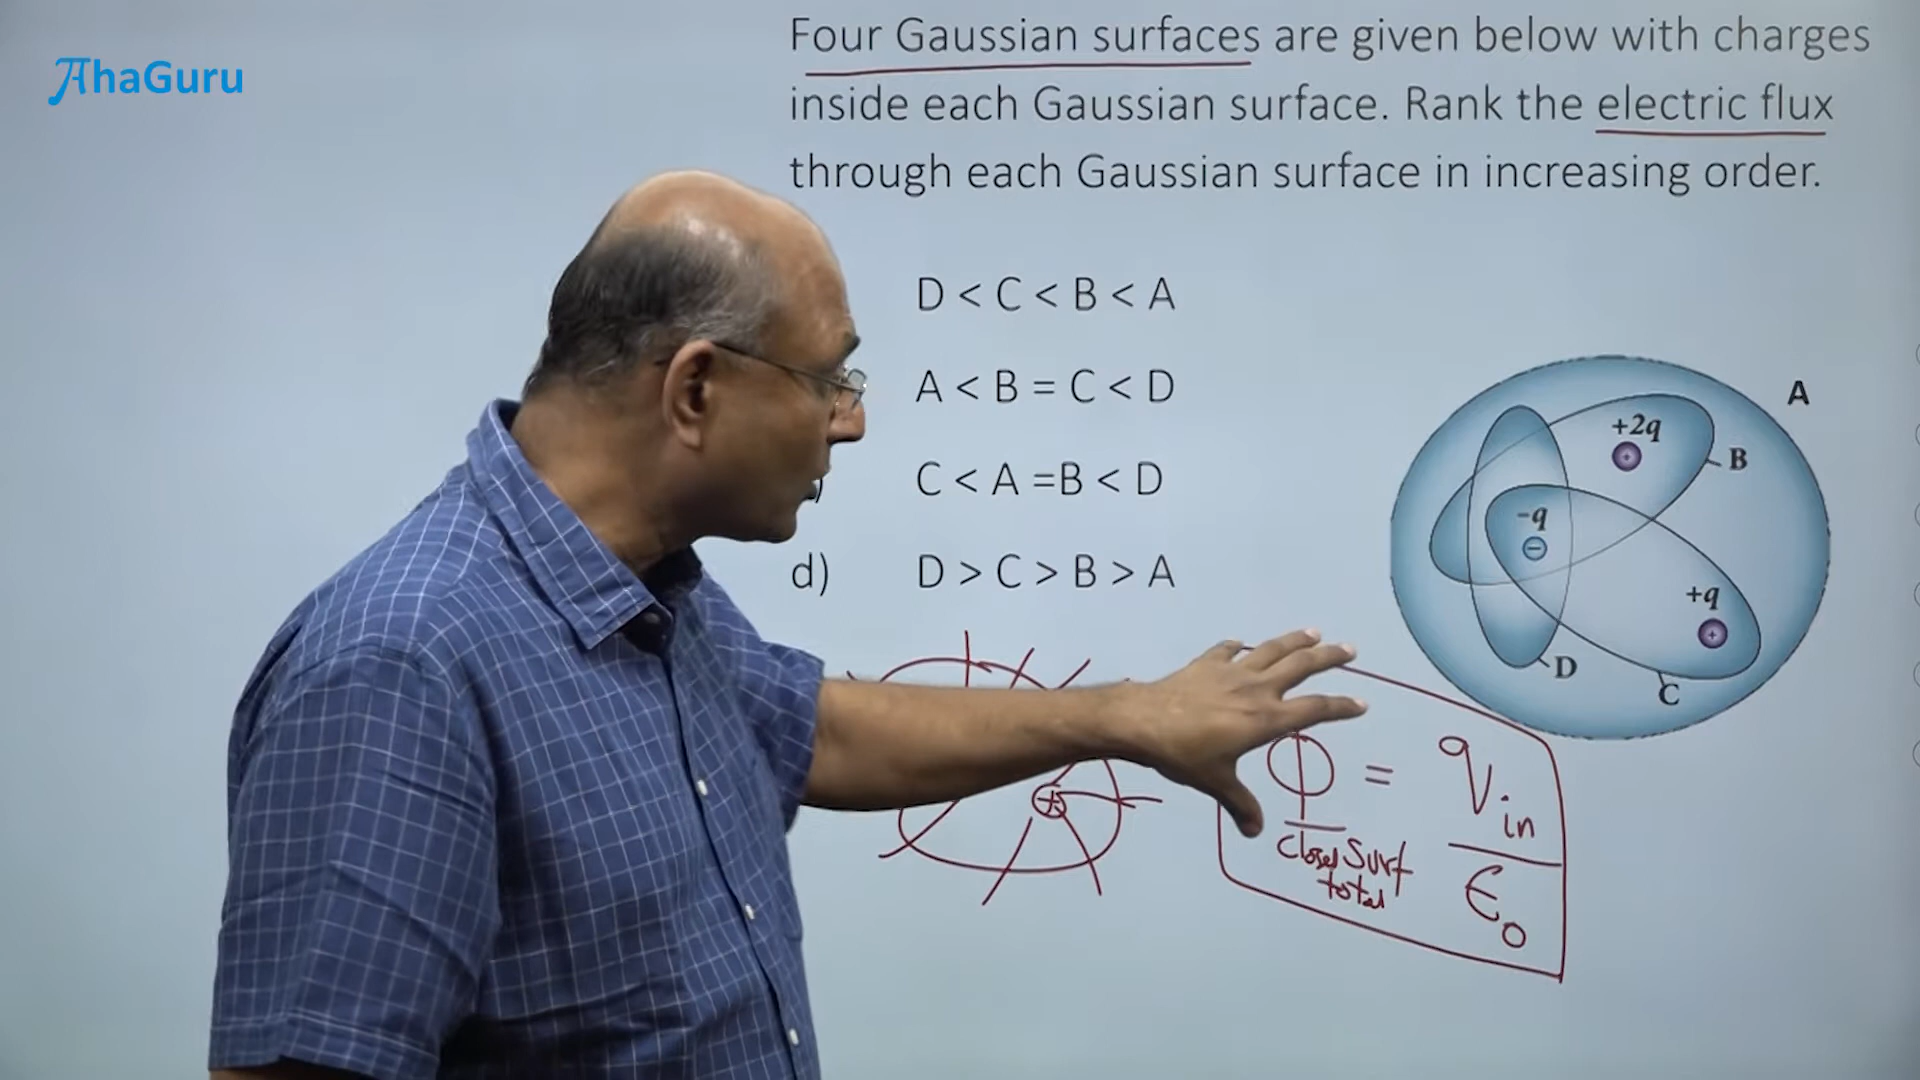 AhaGuru
Four Gaussian surfaces are given below with charges
inside each Gaussian surface. Rank the electric flux
through each Gaussian surface in increasing order.
D < C < B < A
A < B = C < D
) C < A =B < D
d) D > C > B > A
A
+2q
+
B
-q
−
+q
+
D
C
+
Φ = qin
closed surf
total
ϵ0